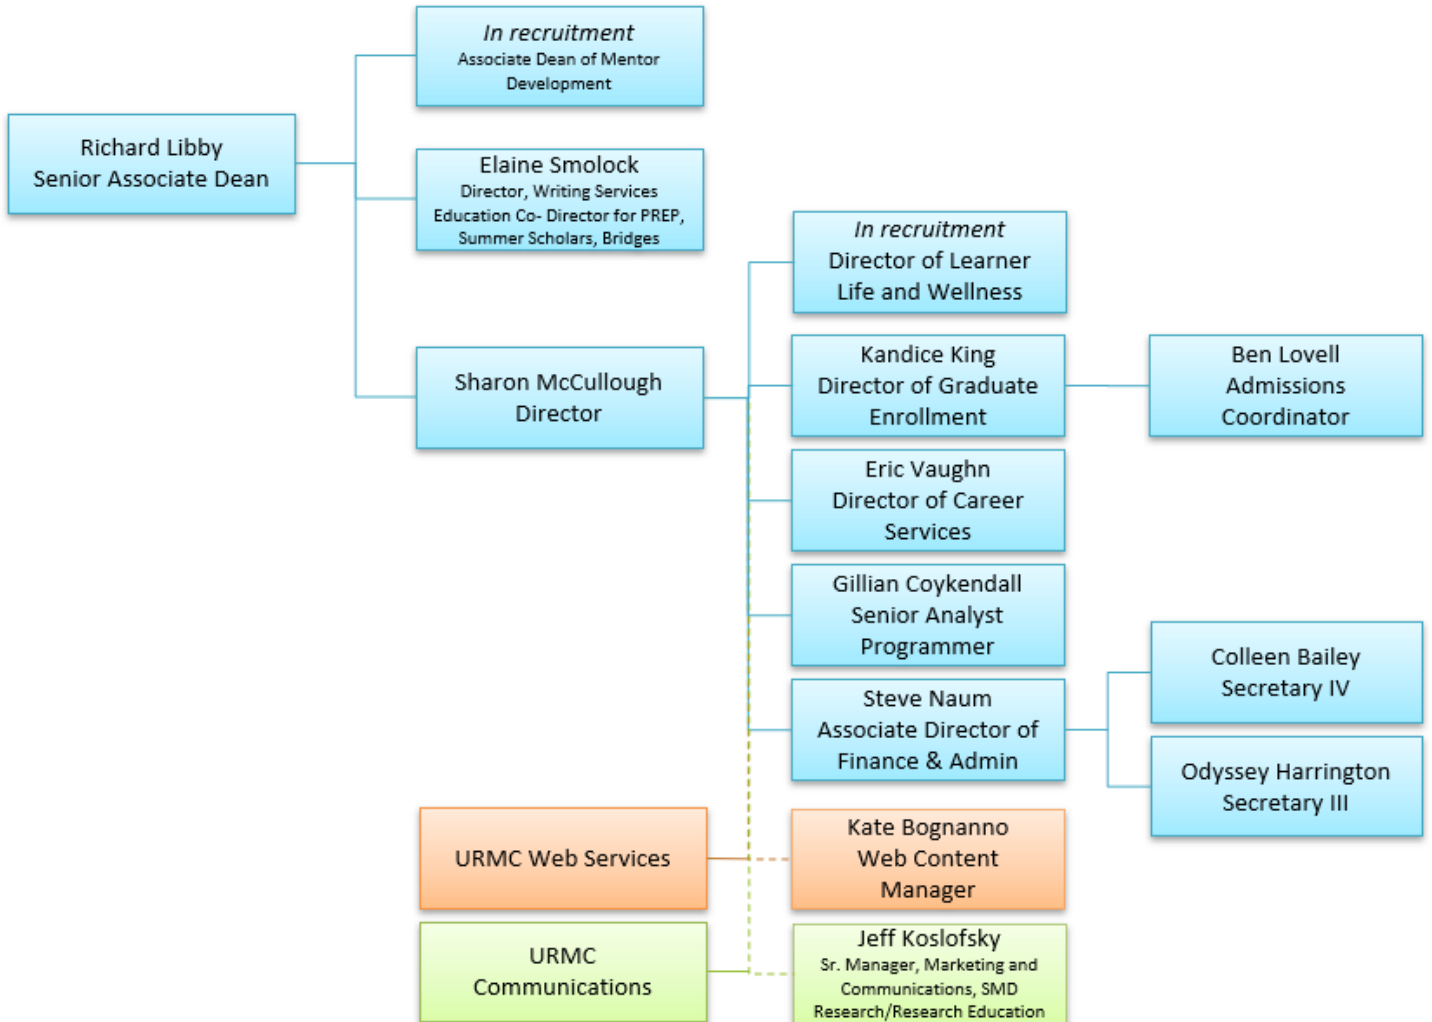 In recruitment
Associate Dean of Mentor
Development
Richard Libby
Senior Associate Dean
Elaine Smolock
Director, Writing Services
Education Co- Director for PREP,
Summer Scholars, Bridges
Sharon McCullough
Director
In recruitment
Director of Learner
Life and Wellness
Kandice King
Director of Graduate
Enrollment
Ben Lovell
Admissions
Coordinator
Eric Vaughn
Director of Career
Services
Gillian Coykendall
Senior Analyst
Programmer
Steve Naum
Associate Director of
Finance & Admin
Colleen Bailey
Secretary IV
Odyssey Harrington
Secretary III
URMC Web Services
Kate Bognanno
Web Content
Manager
URMC
Communications
Jeff Koslofsky
Sr. Manager, Marketing and
Communications, SMD
Research/Research Education